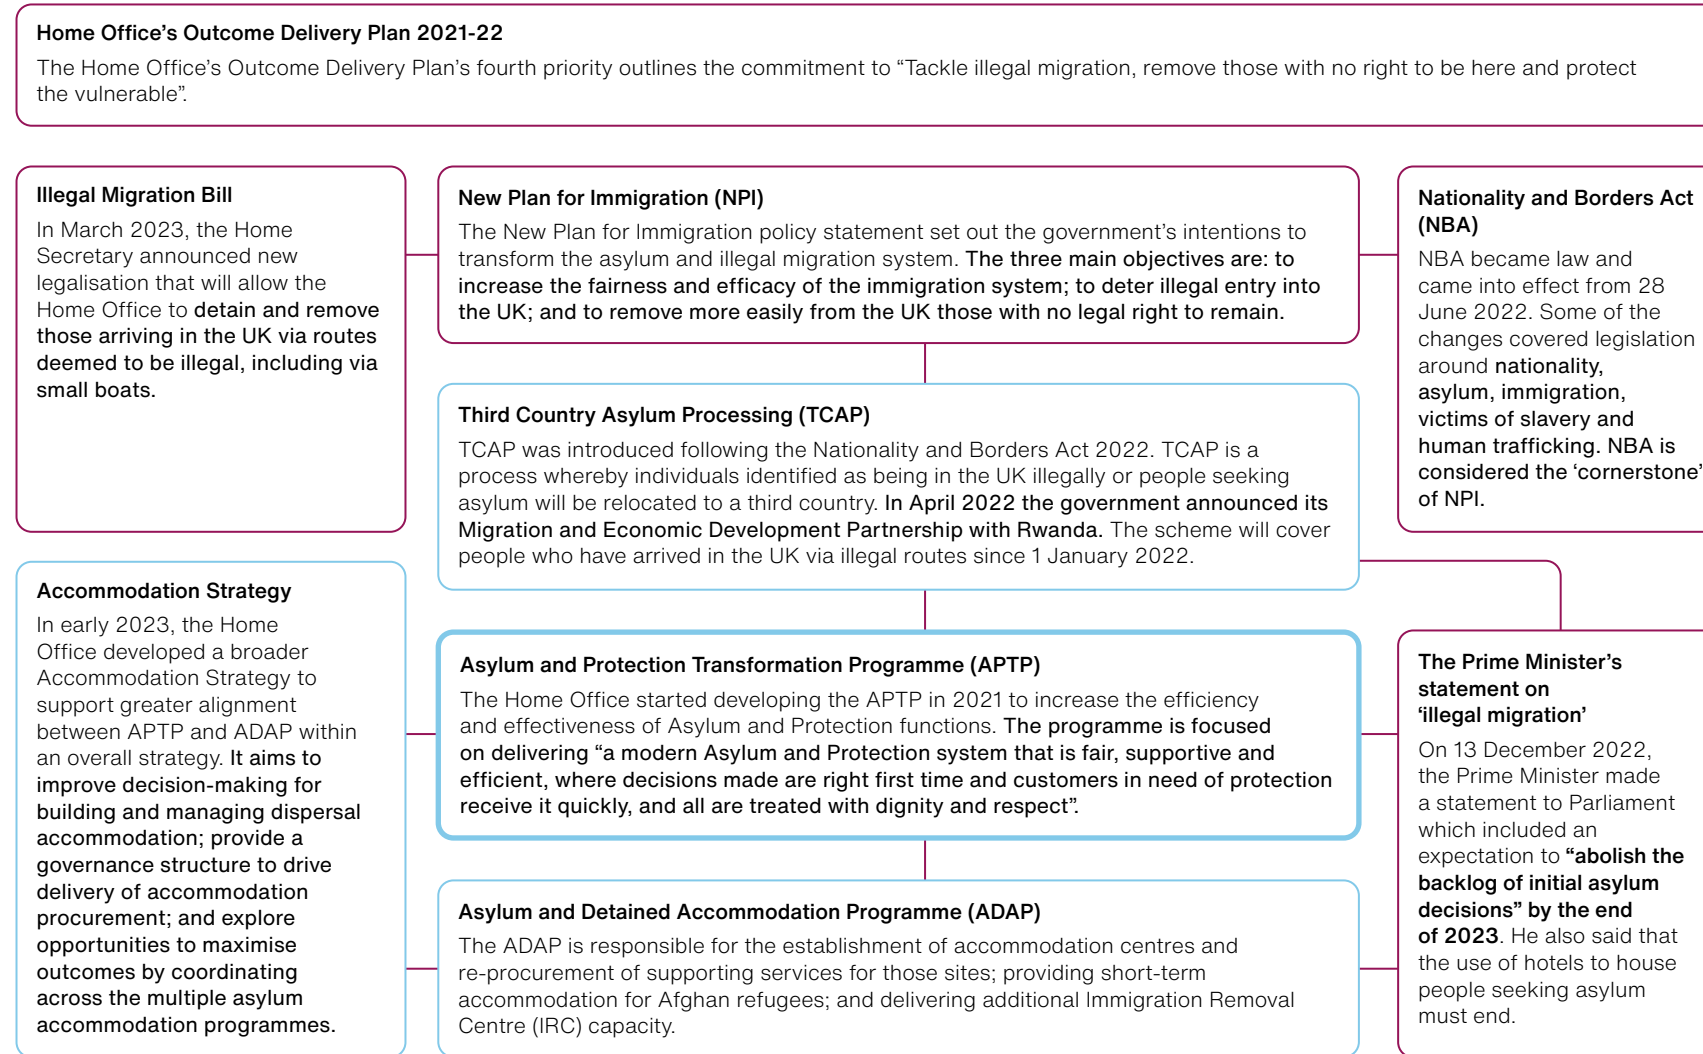 Home Office’s Outcome Delivery Plan 2021-22
The Home Office’s Outcome Delivery Plan’s fourth priority outlines the commitment to “Tackle illegal migration, remove those with no right to be here and protect
the vulnerable”.
Illegal Migration Bill
In March 2023, the Home
Secretary announced new
legalisation that will allow the
Home Office to detain and remove
those arriving in the UK via routes
deemed to be illegal, including via
small boats.
New Plan for Immigration (NPI)
The New Plan for Immigration policy statement set out the government’s intentions to
transform the asylum and illegal migration system. The three main objectives are: to
increase the fairness and efficacy of the immigration system; to deter illegal entry into
the UK; and to remove more easily from the UK those with no legal right to remain.
Nationality and Borders Act
(NBA)
NBA became law and
came into effect from 28
June 2022. Some of the
changes covered legislation
around nationality,
asylum, immigration,
victims of slavery and
human trafficking. NBA is
considered the ‘cornerstone’
of NPI.
Third Country Asylum Processing (TCAP)
TCAP was introduced following the Nationality and Borders Act 2022. TCAP is a
process whereby individuals identified as being in the UK illegally or people seeking
asylum will be relocated to a third country. In April 2022 the government announced its
Migration and Economic Development Partnership with Rwanda. The scheme will cover
people who have arrived in the UK via illegal routes since 1 January 2022.
Accommodation Strategy
In early 2023, the Home
Office developed a broader
Accommodation Strategy to
support greater alignment
between APTP and ADAP within
an overall strategy. It aims to
improve decision-making for
building and managing dispersal
accommodation; provide a
governance structure to drive
delivery of accommodation
procurement; and explore
opportunities to maximise
outcomes by coordinating
across the multiple asylum
accommodation programmes.
Asylum and Protection Transformation Programme (APTP)
The Home Office started developing the APTP in 2021 to increase the efficiency
and effectiveness of Asylum and Protection functions. The programme is focused
on delivering “a modern Asylum and Protection system that is fair, supportive and
efficient, where decisions made are right first time and customers in need of protection
receive it quickly, and all are treated with dignity and respect”.
The Prime Minister’s
statement on
‘illegal migration’
On 13 December 2022,
the Prime Minister made
a statement to Parliament
which included an
expectation to “abolish the
backlog of initial asylum
decisions” by the end
of 2023. He also said that
the use of hotels to house
people seeking asylum
must end.
Asylum and Detained Accommodation Programme (ADAP)
The ADAP is responsible for the establishment of accommodation centres and
re-procurement of supporting services for those sites; providing short-term
accommodation for Afghan refugees; and delivering additional Immigration Removal
Centre (IRC) capacity.